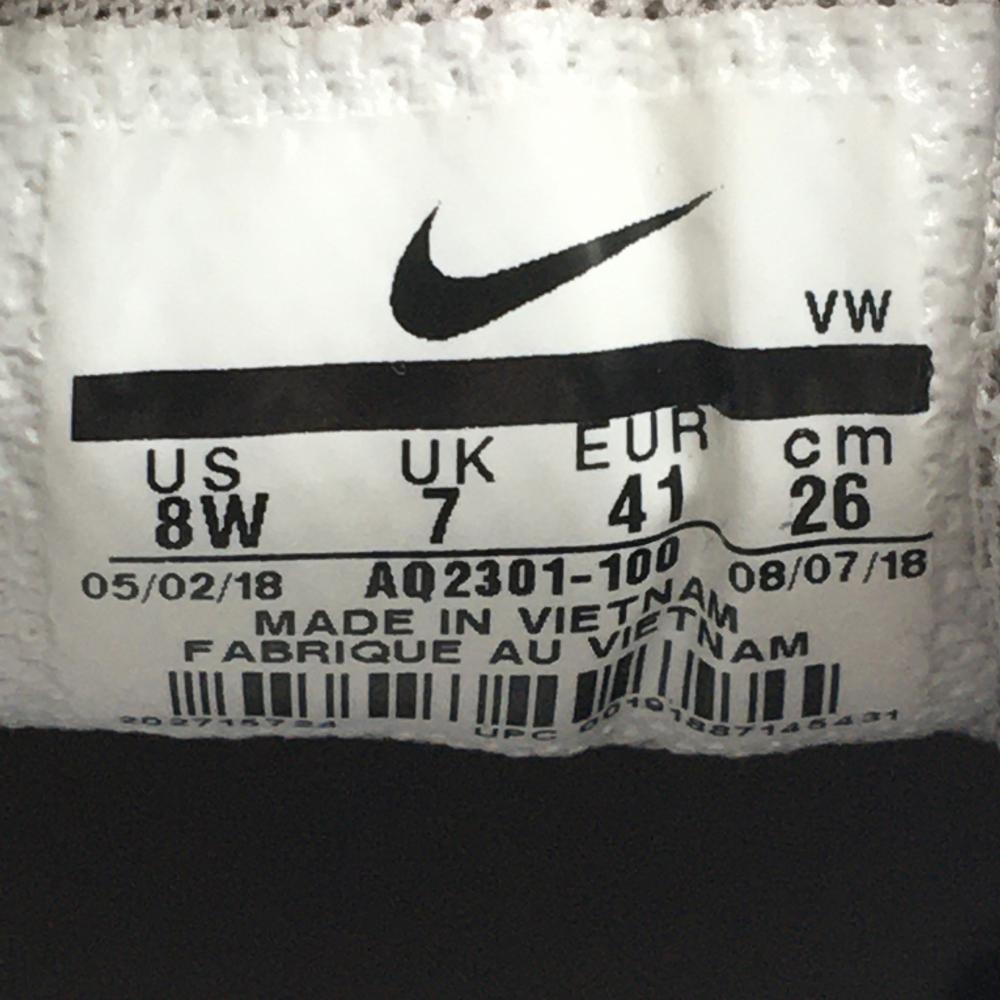 VW
US UK EUR cm
8W 7 41 26
05/02/18 AQ2301-100 08/07/18
MADE IN VIETNAM
FABRIQUE AU VIETNAM
UPC